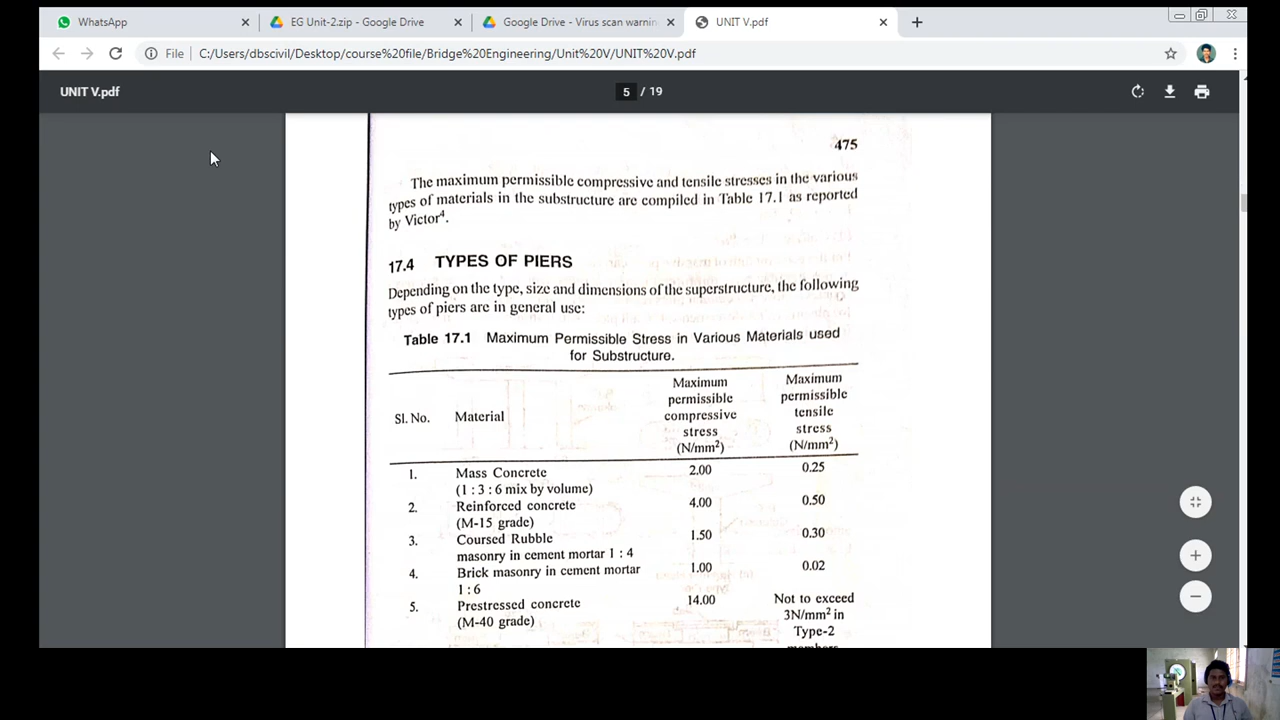 WhatsApp
EG Unit-2.zip - Google Drive
Google Drive - Virus scan warnin
UNIT V.pdf
File
C:/Users/dbscivil/Desktop/course%20file/Bridge%20Engineering/Unit%20V/UNIT%20V.pdf
UNIT V.pdf
5 / 19
475
The maximum permissible compressive and tensile stresses in the various
types of materials in the substructure are compiled in Table 17.1 as reported
by Victor⁴.
17.4 TYPES OF PIERS
Depending on the type, size and dimensions of the superstructure, the following
types of piers are in general use:
Table 17.1 Maximum Permissible Stress in Various Materials used
for Substructure.
Sl. No. Material Maximum permissible compressive stress (N/mm²) Maximum permissible tensile stress (N/mm²)
1. Mass Concrete 2.00 0.25
(1 : 3 : 6 mix by volume)
2. Reinforced concrete 4.00 0.50
(M-15 grade)
3. Coursed Rubble 1.50 0.30
masonry in cement mortar 1 : 4
4. Brick masonry in cement mortar 1.00 0.02
1 : 6
5. Prestressed concrete 14.00 Not to exceed
(M-40 grade) 3N/mm² in
Type-2
members